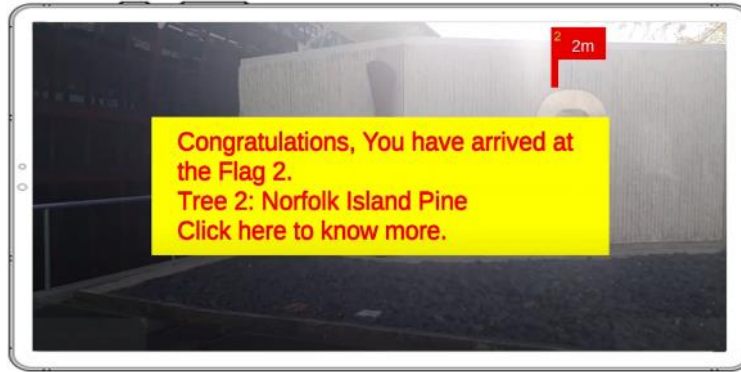 2
2m
Congratulations, You have arrived at
the Flag 2.
Tree 2: Norfolk Island Pine
Click here to know more.